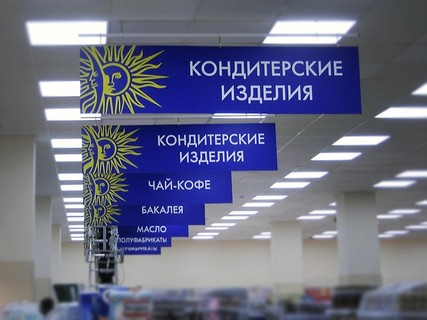 КОНДИТЕРСКИЕ
ИЗДЕЛИЯ
КОНДИТЕРСКИЕ
ИЗДЕЛИЯ
ЧАЙ-КОФЕ
БАКАЛЕЯ
МАСЛО
ПОЛУФАБРИКАТЫ